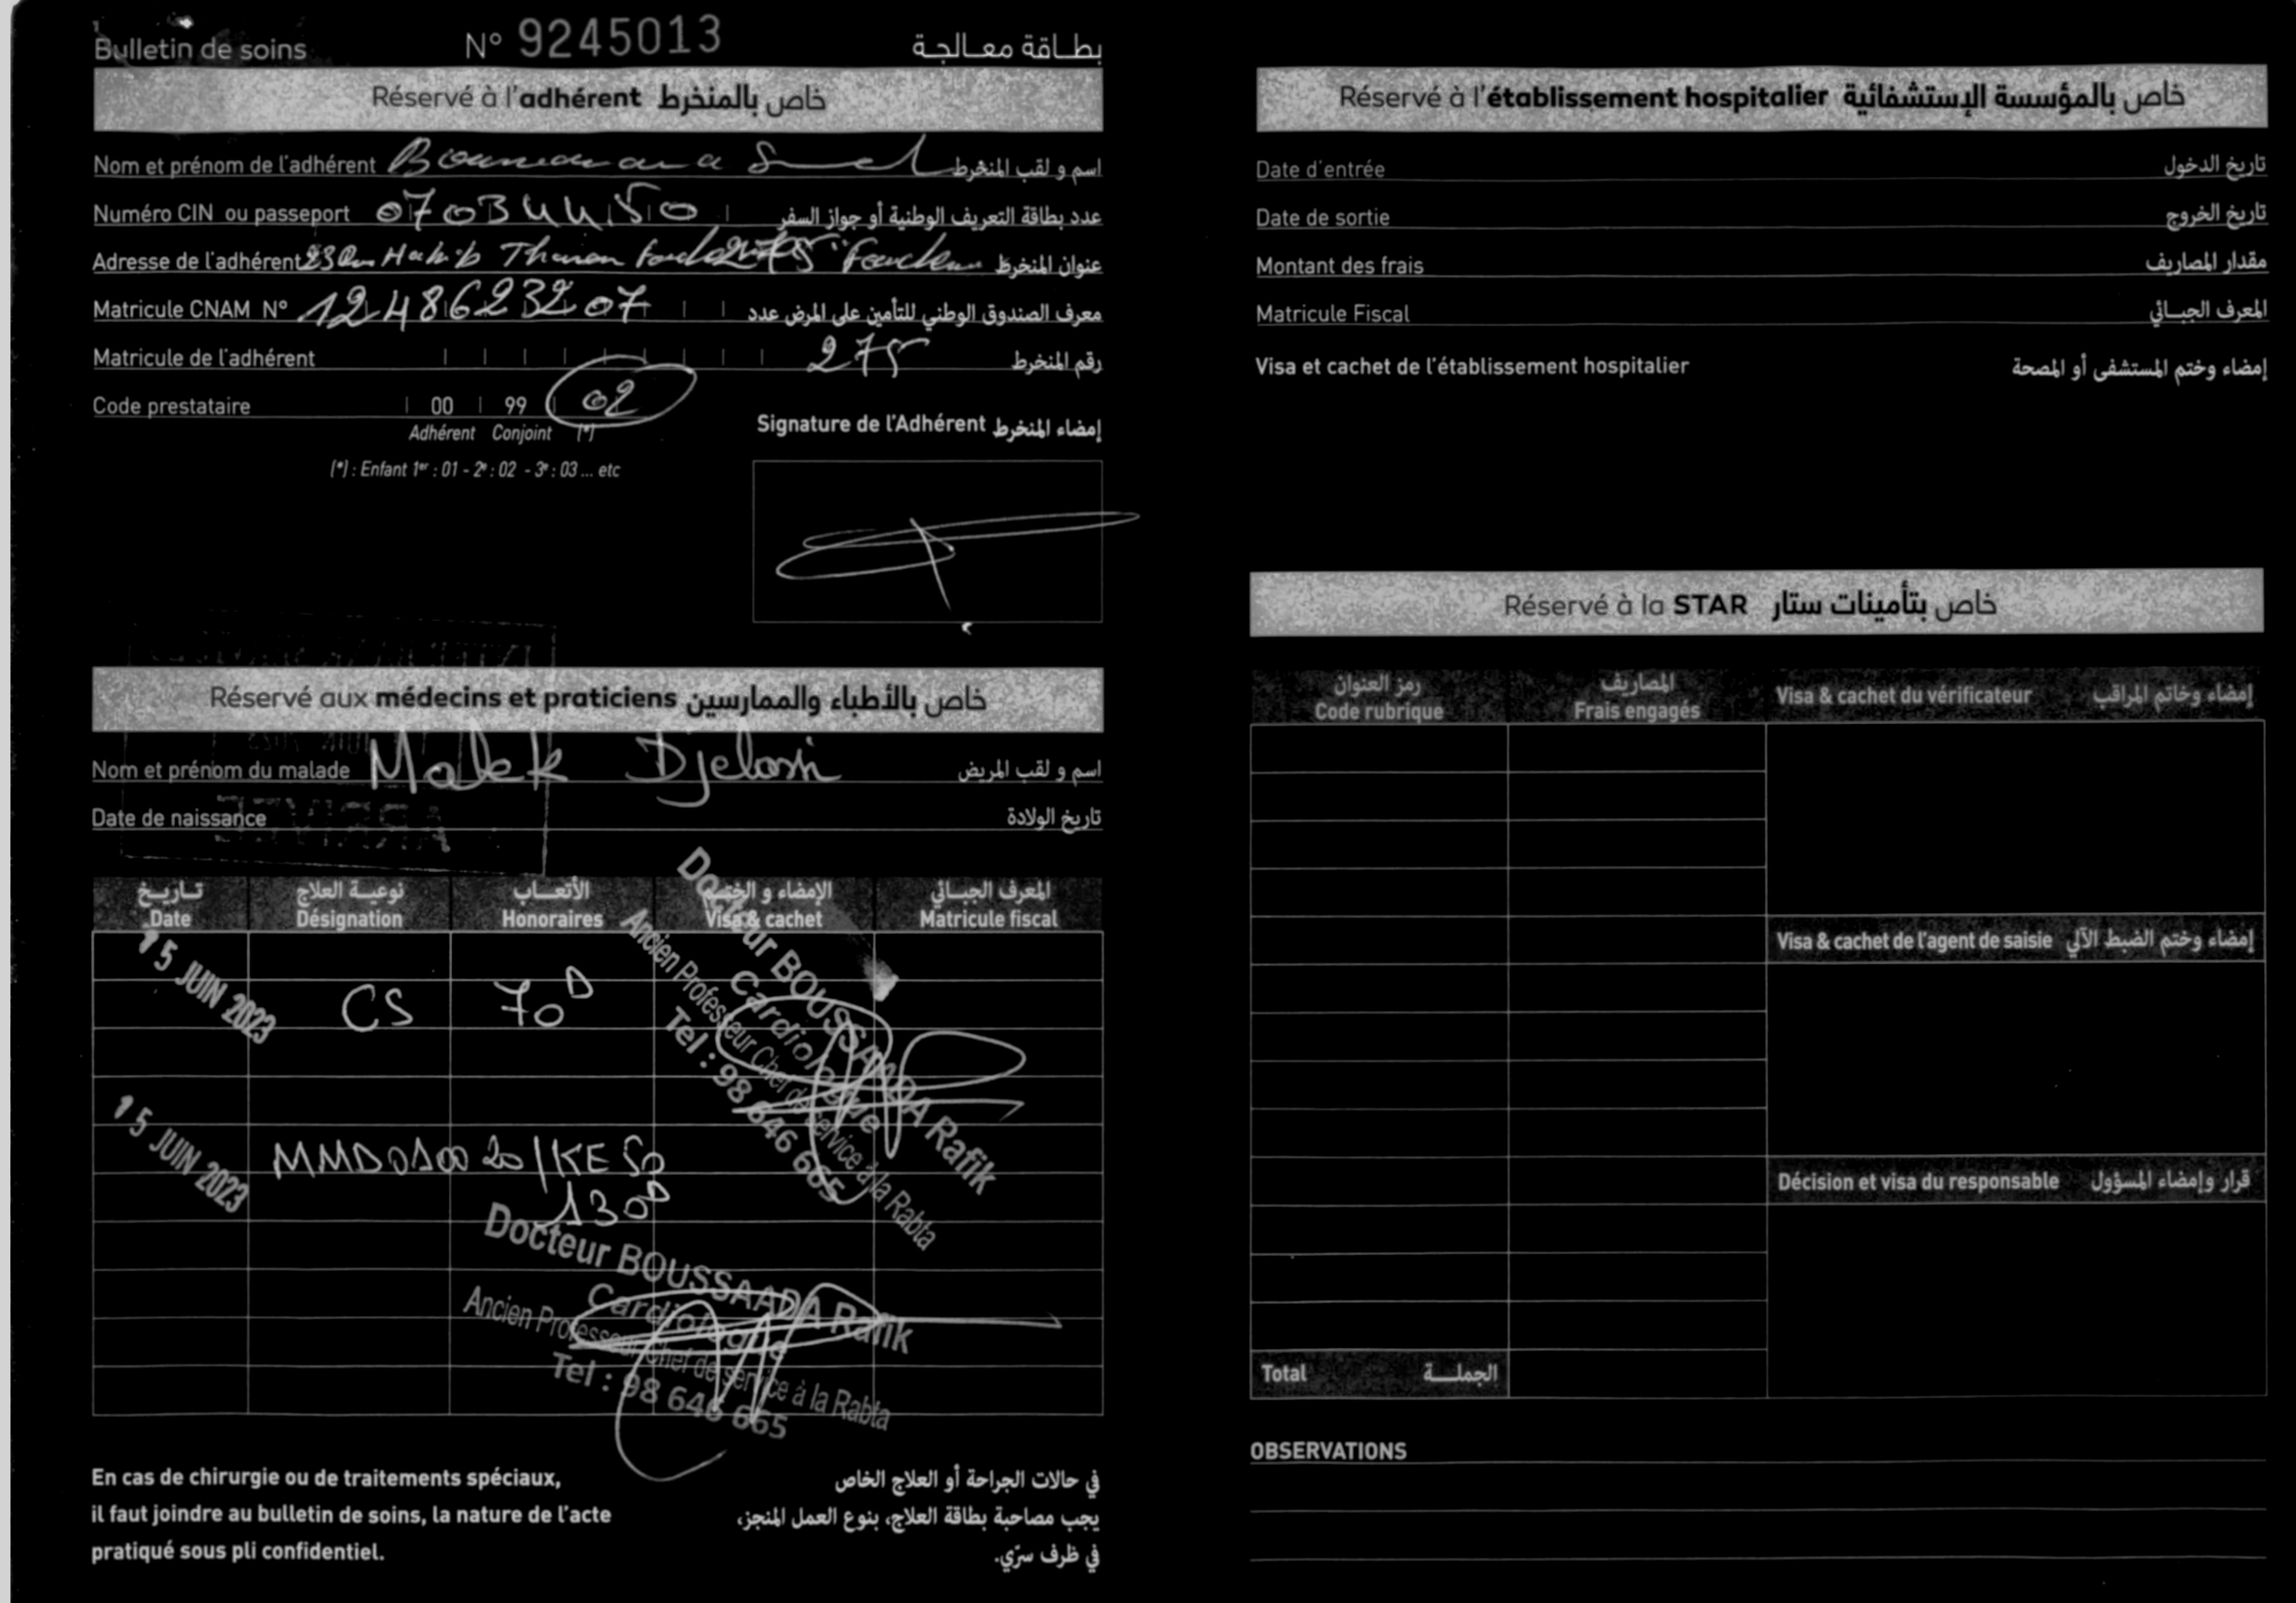 Bulletin de soins N° 9245013 بطاقة معالجة
Réservé à l'adhérent خاص بالمنخرط
Nom et prénom de l'adhérent اسم و لقب المنخرط
Numéro CIN ou passeport 07034450 عدد بطاقة التعريف الوطنية أو جواز السفر
Adresse de l'adhérent 23 Rue Habib عنوان المنخرط
Matricule CNAM N° 1248623207 معرف الصندوق الوطني للتأمين على المرض عدد
Matricule de l'adhérent 275 رقم المنخرط
Code prestataire 00 99 02
Adhérent Conjoint (*)
(*) : Enfant 1er : 01 - 2e : 02 - 3e : 03 ... etc
Signature de l'Adhérent إمضاء المنخرط
Réservé aux médecins et praticiens خاص بالأطباء والممارسين
Nom et prénom du malade Malek اسم و لقب المريض
Date de naissance تاريخ الولادة
تاريخ نوعية العلاج الأتعاب الإمضاء و الختم المعرف الجبائي
Date Désignation Honoraires Visa & cachet Matricule fiscal
15 JUIN 2023 CS 70D
Docteur BOUSSAADA Rafik
Cardiologue
Ancien Professeur Chef de service à la Rabta
Tel : 98 646 665
15 JUIN 2023 MMD0100 20/KE 50
130D
Docteur BOUSSAADA Rafik
Cardiologue
Ancien Professeur Chef de service à la Rabta
Tel : 98 646 665
En cas de chirurgie ou de traitements spéciaux,
il faut joindre au bulletin de soins, la nature de l'acte
pratiqué sous pli confidentiel.
في حالات الجراحة أو العلاج الخاص
يجب مصاحبة بطاقة العلاج، بنوع العمل المنجز،
في ظرف سرّي.
Réservé à l'établissement hospitalier خاص بالمؤسسة الإستشفائية
Date d'entrée تاريخ الدخول
Date de sortie تاريخ الخروج
Montant des frais مقدار المصاريف
Matricule Fiscal المعرف الجبائي
Visa et cachet de l'établissement hospitalier إمضاء وختم المستشفى أو المصحة
Réservé à la STAR خاص بتأمينات ستار
رمز العنوان المصاريف
Code rubrique Frais engagés
Visa & cachet du vérificateur إمضاء وخاتم المراقب
Visa & cachet de l'agent de saisie إمضاء وختم الضبط الآلي
Décision et visa du responsable قرار وإمضاء المسؤول
Total الجملة
OBSERVATIONS